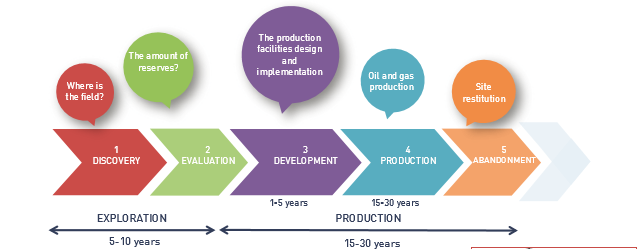 Where is
the field?
The amount of
reserves?
The production
facilities design
and
implementation
Oil and gas
production
Site
restitution
1
DISCOVERY
2
EVALUATION
3
DEVELOPMENT
4
PRODUCTION
5
ABANDONMENT
1-5 years
15-30 years
EXPLORATION
PRODUCTION
5-10 years
15-30 years